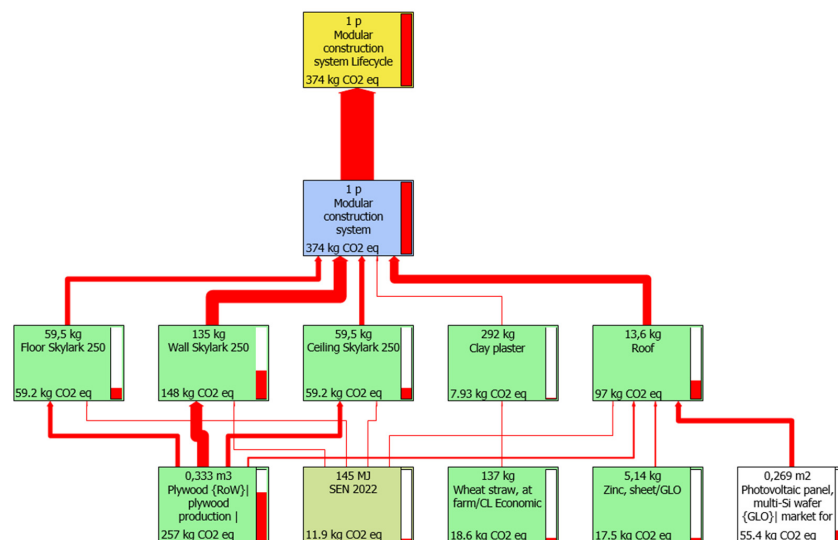 1 p
Modular
construction
system Lifecycle
374 kg CO2 eq
1 p
Modular
construction
system
374 kg CO2 eq
59,5 kg
Floor Skylark 250
59.2 kg CO2 eq
135 kg
Wall Skylark 250
148 kg CO2 eq
59,5 kg
Ceiling Skylark 250
59.2 kg CO2 eq
292 kg
Clay plaster
7.93 kg CO2 eq
13,6 kg
Roof
97 kg CO2 eq
0,333 m3
Plywood {RoW}|
plywood
production |
257 kg CO2 eq
145 MJ
SEN 2022
11.9 kg CO2 eq
137 kg
Wheat straw, at
farm/CL Economic
18.6 kg CO2 eq
5,14 kg
Zinc, sheet/GLO
17.5 kg CO2 eq
0,269 m2
Photovoltaic panel,
multi-Si wafer
{GLO}| market for
55.4 kg CO2 eq